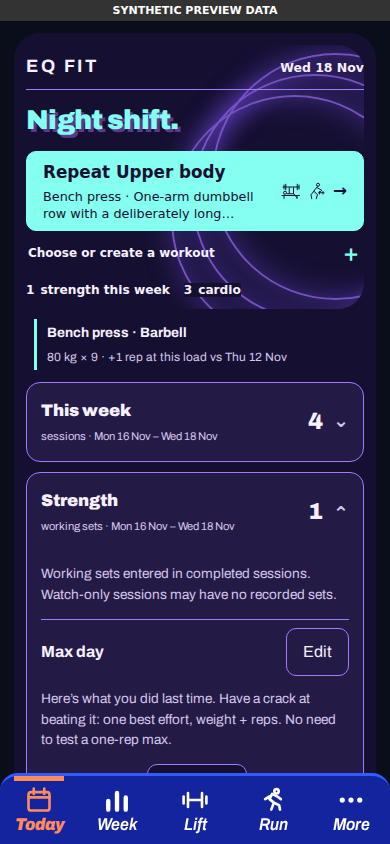 SYNTHETIC PREVIEW DATA
EQ FIT
Wed 18 Nov
Night shift.
Repeat Upper body
Bench press · One-arm dumbbell
row with a deliberately long…
→
Choose or create a workout
+
1 strength this week 3 cardio
Bench press · Barbell
80 kg × 9 · +1 rep at this load vs Thu 12 Nov
This week
4
sessions · Mon 16 Nov – Wed 18 Nov
Strength
1
working sets · Mon 16 Nov – Wed 18 Nov
Working sets entered in completed sessions.
Watch-only sessions may have no recorded sets.
Max day
Edit
Here’s what you did last time. Have a crack at
beating it: one best effort, weight + reps. No need
to test a one-rep max.
Today
Week
Lift
Run
More